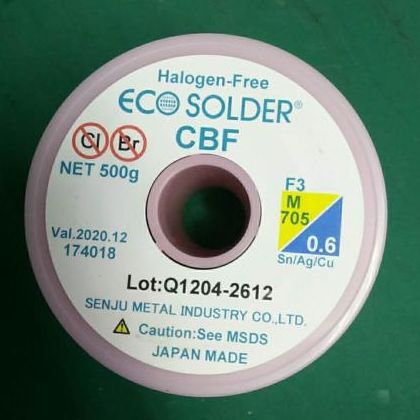 Halogen-Free
ECO SOLDER®
CBF
Cl Br
NET 500g
F3
M
705
0.6
Sn/Ag/Cu
Val.2020.12
174018
Lot:Q1204-2612
SENJU METAL INDUSTRY CO.,LTD.
Caution:See MSDS
JAPAN MADE